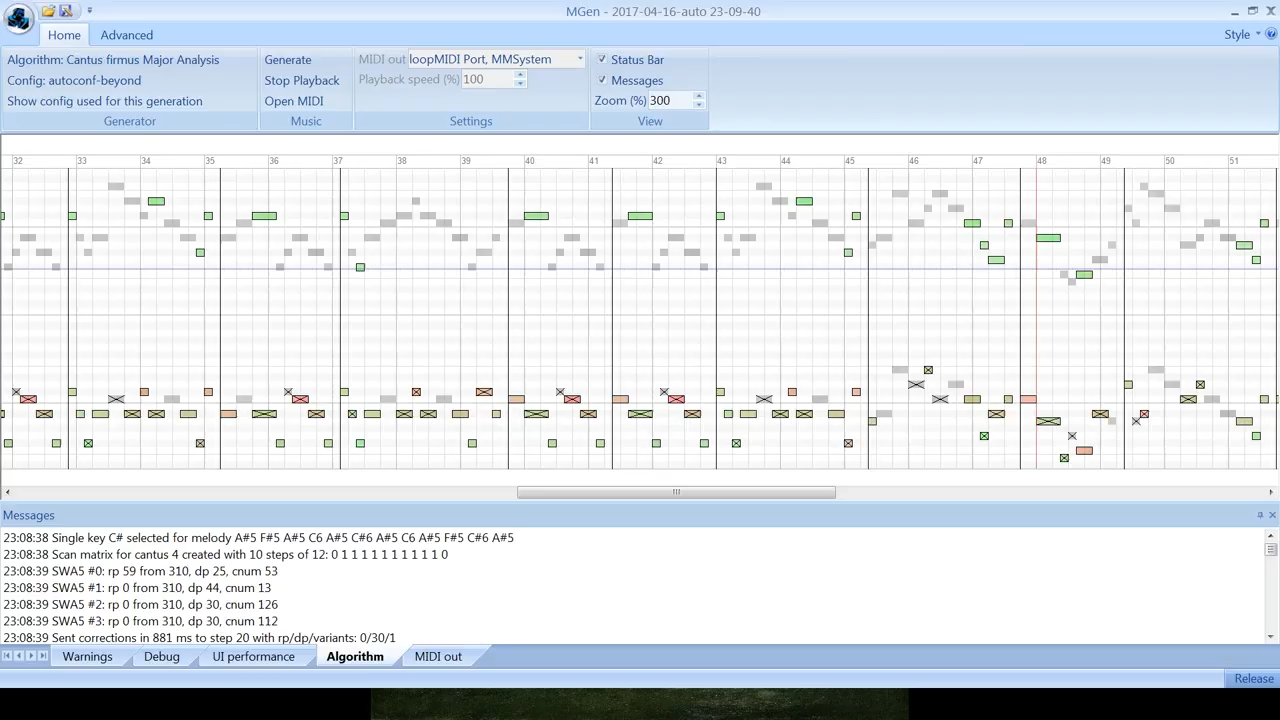 MGen - 2017-04-16-auto 23-09-40
Home Advanced Style
Algorithm: Cantus firmus Major Analysis
Config: autoconf-beyond
Show config used for this generation
Generator
Generate
Stop Playback
Open MIDI
Music
MIDI out loopMIDI Port, MMSystem
Playback speed (%) 100
Settings
Status Bar
Messages
Zoom (%) 300
View
32 33 34 35 36 37 38 39 40 41 42 43 44 45 46 47 48 49 50 51
Messages
23:08:38 Single key C# selected for melody A#5 F#5 A#5 C6 A#5 C#6 A#5 C6 A#5 F#5 C#6 A#5
23:08:38 Scan matrix for cantus 4 created with 10 steps of 12: 0 1 1 1 1 1 1 1 1 1 1 0
23:08:39 SWA5 #0: rp 59 from 310, dp 25, cnum 53
23:08:39 SWA5 #1: rp 0 from 310, dp 44, cnum 13
23:08:39 SWA5 #2: rp 0 from 310, dp 30, cnum 126
23:08:39 SWA5 #3: rp 0 from 310, dp 30, cnum 112
23:08:39 Sent corrections in 881 ms to step 20 with rp/dp/variants: 0/30/1
Warnings Debug UI performance Algorithm MIDI out
Release